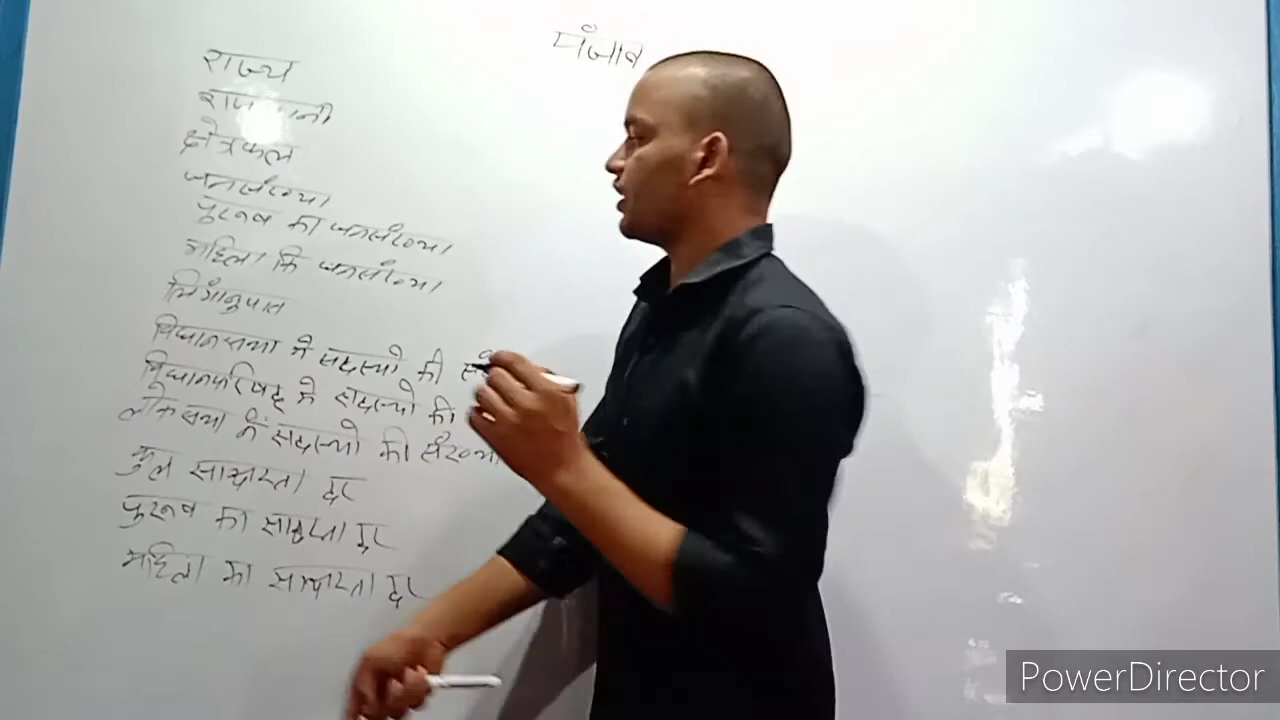 पंजाब
राज्य
क्षेत्रफल
जनसंख्या
पुरुष का जनसंख्या
महिला कि जनसंख्या
लिंगानुपात
विधानसभा में सदस्यो की
विधानपरिषद् में सदस्यो की
लोकसभा में सदस्यो की संख्या
कुल साक्षरता दर
पुरुष का साक्षरता दर
महिला का साक्षरता दर
PowerDirector